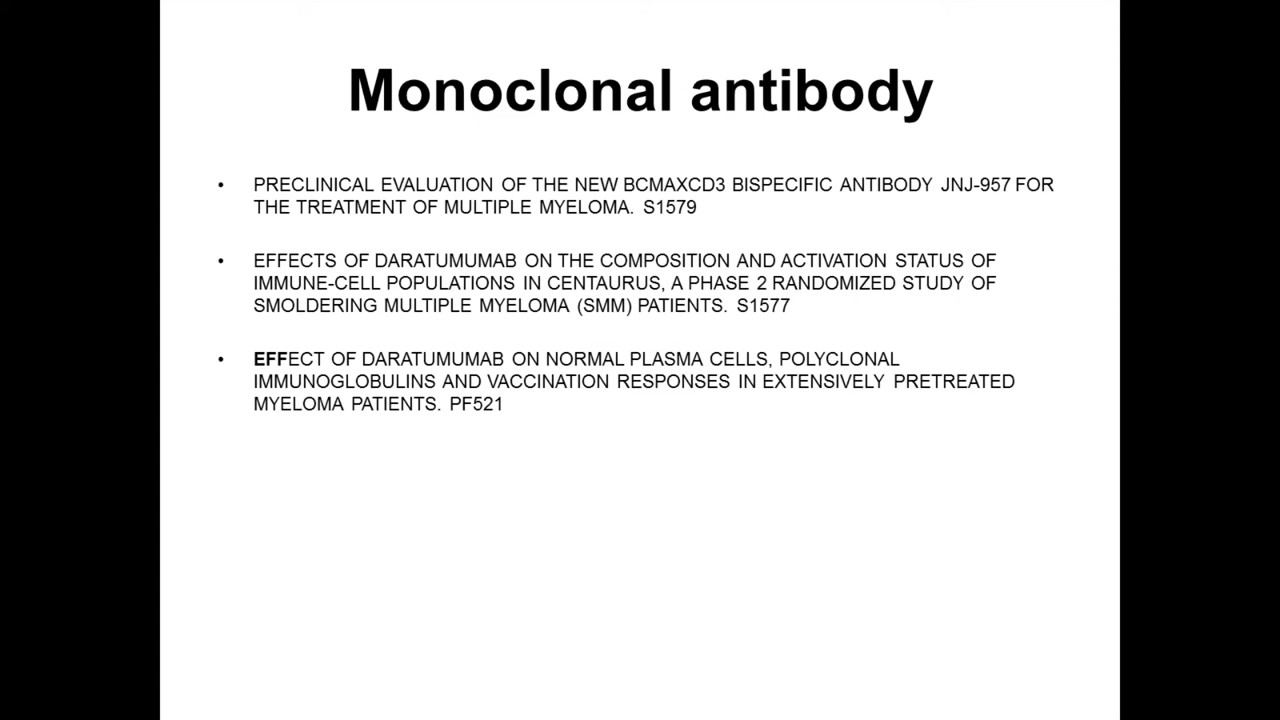 Monoclonal antibody
• PRECLINICAL EVALUATION OF THE NEW BCMAXCD3 BISPECIFIC ANTIBODY JNJ-957 FOR
THE TREATMENT OF MULTIPLE MYELOMA. S1579
• EFFECTS OF DARATUMUMAB ON THE COMPOSITION AND ACTIVATION STATUS OF
IMMUNE-CELL POPULATIONS IN CENTAURUS, A PHASE 2 RANDOMIZED STUDY OF
SMOLDERING MULTIPLE MYELOMA (SMM) PATIENTS. S1577
• EFFECT OF DARATUMUMAB ON NORMAL PLASMA CELLS, POLYCLONAL
IMMUNOGLOBULINS AND VACCINATION RESPONSES IN EXTENSIVELY PRETREATED
MYELOMA PATIENTS. PF521